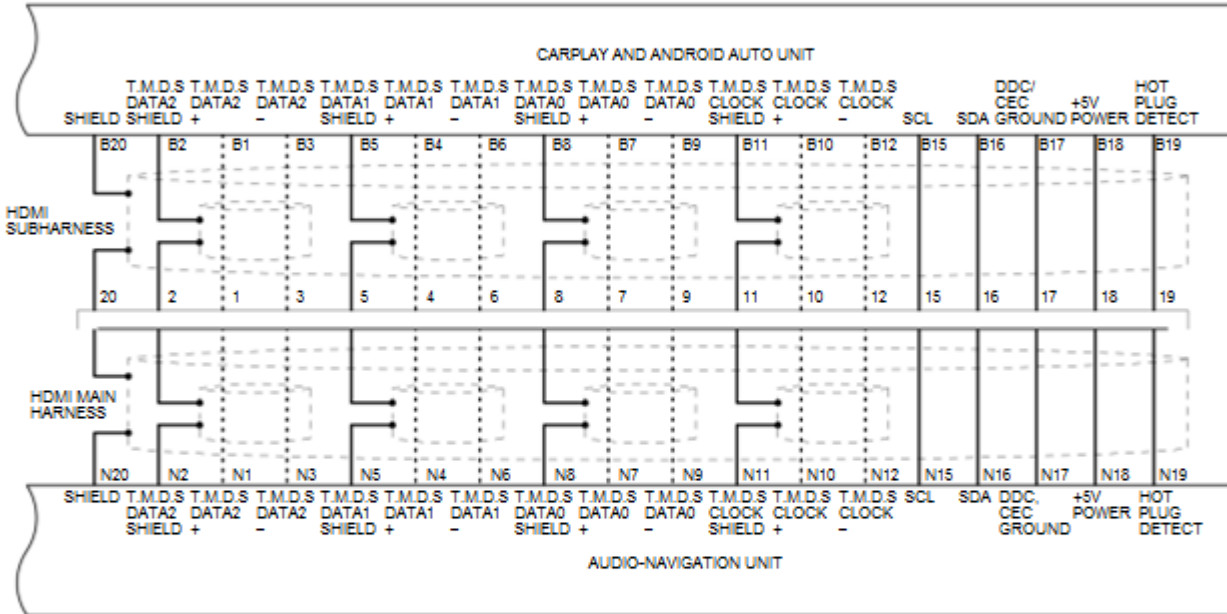 CARPLAY AND ANDROID AUTO UNIT
SHIELD
T.M.D.S
DATA2
SHIELD
T.M.D.S
DATA2
+
T.M.D.S
DATA2
–
T.M.D.S
DATA1
SHIELD
T.M.D.S
DATA1
+
T.M.D.S
DATA1
–
T.M.D.S
DATA0
SHIELD
T.M.D.S
DATA0
+
T.M.D.S
DATA0
–
T.M.D.S
CLOCK
SHIELD
T.M.D.S
CLOCK
+
T.M.D.S
CLOCK
–
SCL
SDA
DDC/
CEC
GROUND
+5V
POWER
HOT
PLUG
DETECT
B20 B2 B1 B3 B5 B4 B6 B8 B7 B9 B11 B10 B12 B15 B16 B17 B18 B19
HDMI
SUBHARNESS
20 2 1 3 5 4 6 8 7 9 11 10 12 15 16 17 18 19
HDMI MAIN
HARNESS
N20 N2 N1 N3 N5 N4 N6 N8 N7 N9 N11 N10 N12 N15 N16 N17 N18 N19
SHIELD
T.M.D.S
DATA2
SHIELD
T.M.D.S
DATA2
+
T.M.D.S
DATA2
–
T.M.D.S
DATA1
SHIELD
T.M.D.S
DATA1
+
T.M.D.S
DATA1
–
T.M.D.S
DATA0
SHIELD
T.M.D.S
DATA0
+
T.M.D.S
DATA0
–
T.M.D.S
CLOCK
SHIELD
T.M.D.S
CLOCK
+
T.M.D.S
CLOCK
–
SCL
SDA
DDC,
CEC
GROUND
+5V
POWER
HOT
PLUG
DETECT
AUDIO-NAVIGATION UNIT